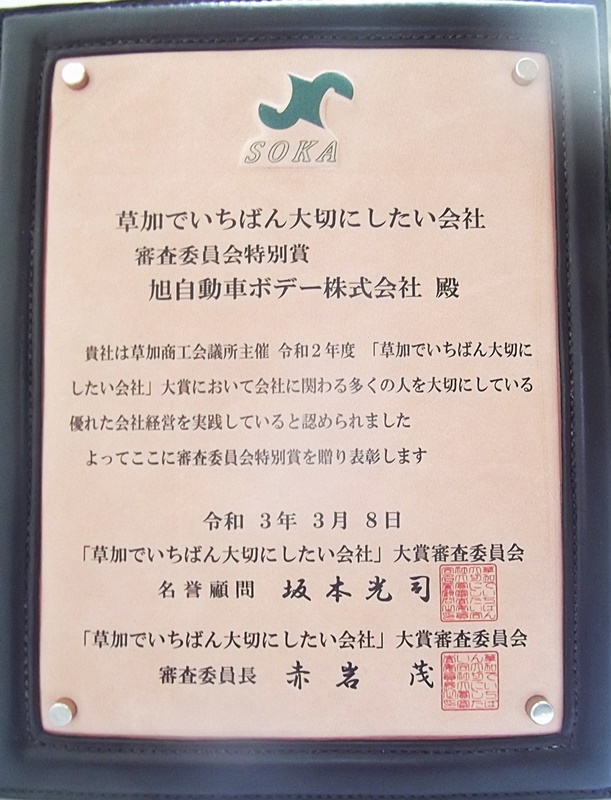 SOKA
草加でいちばん大切にしたい会社
審査委員会特別賞
旭自動車ボデー株式会社 殿
貴社は草加商工会議所主催 令和２年度 「草加でいちばん大切に
したい会社」大賞において会社に関わる多くの人を大切にしている
優れた会社経営を実践していると認められました
よってここに審査委員会特別賞を贈り表彰します
令和 ３年 ３月 ８日
「草加でいちばん大切にしたい会社」大賞審査委員会
名誉顧問 坂本光司
「草加でいちばん大切にしたい会社」大賞審査委員会
審査委員長 赤岩 茂